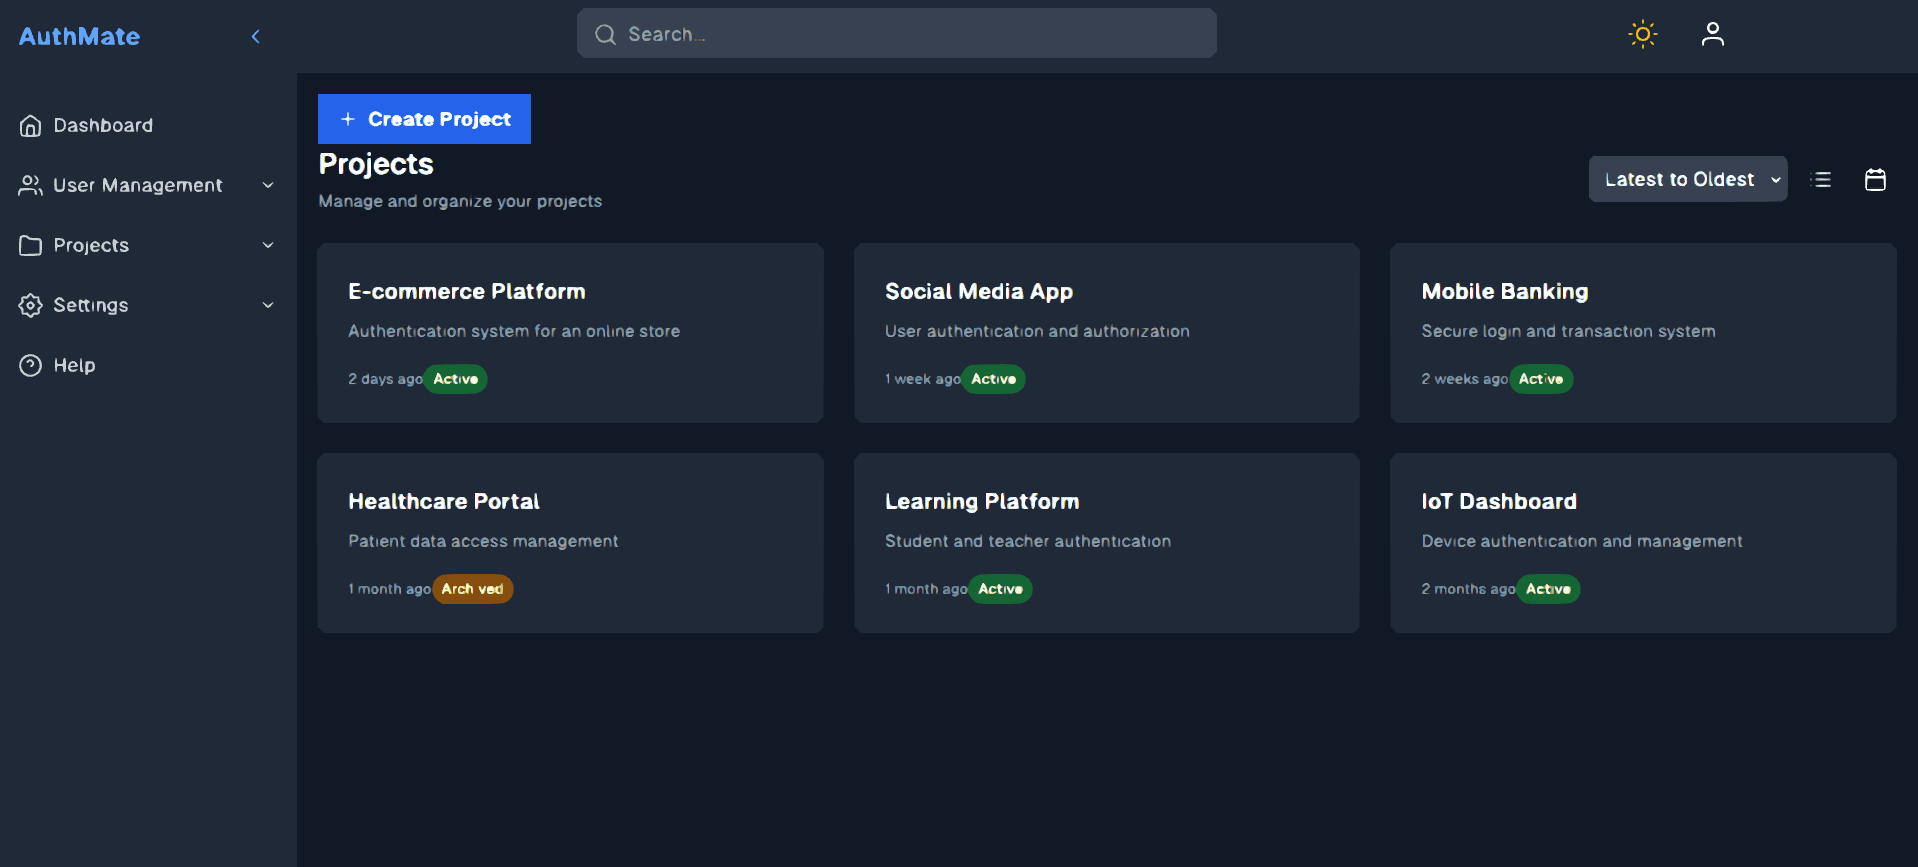 AuthMate
Search...
Dashboard
User Management
Projects
Settings
Help
+ Create Project
Projects
Manage and organize your projects
Latest to Oldest
E-commerce Platform
Authentication system for an online store
2 days ago Active
Social Media App
User authentication and authorization
1 week ago Active
Mobile Banking
Secure login and transaction system
2 weeks ago Active
Healthcare Portal
Patient data access management
1 month ago Archived
Learning Platform
Student and teacher authentication
1 month ago Active
IoT Dashboard
Device authentication and management
2 months ago Active